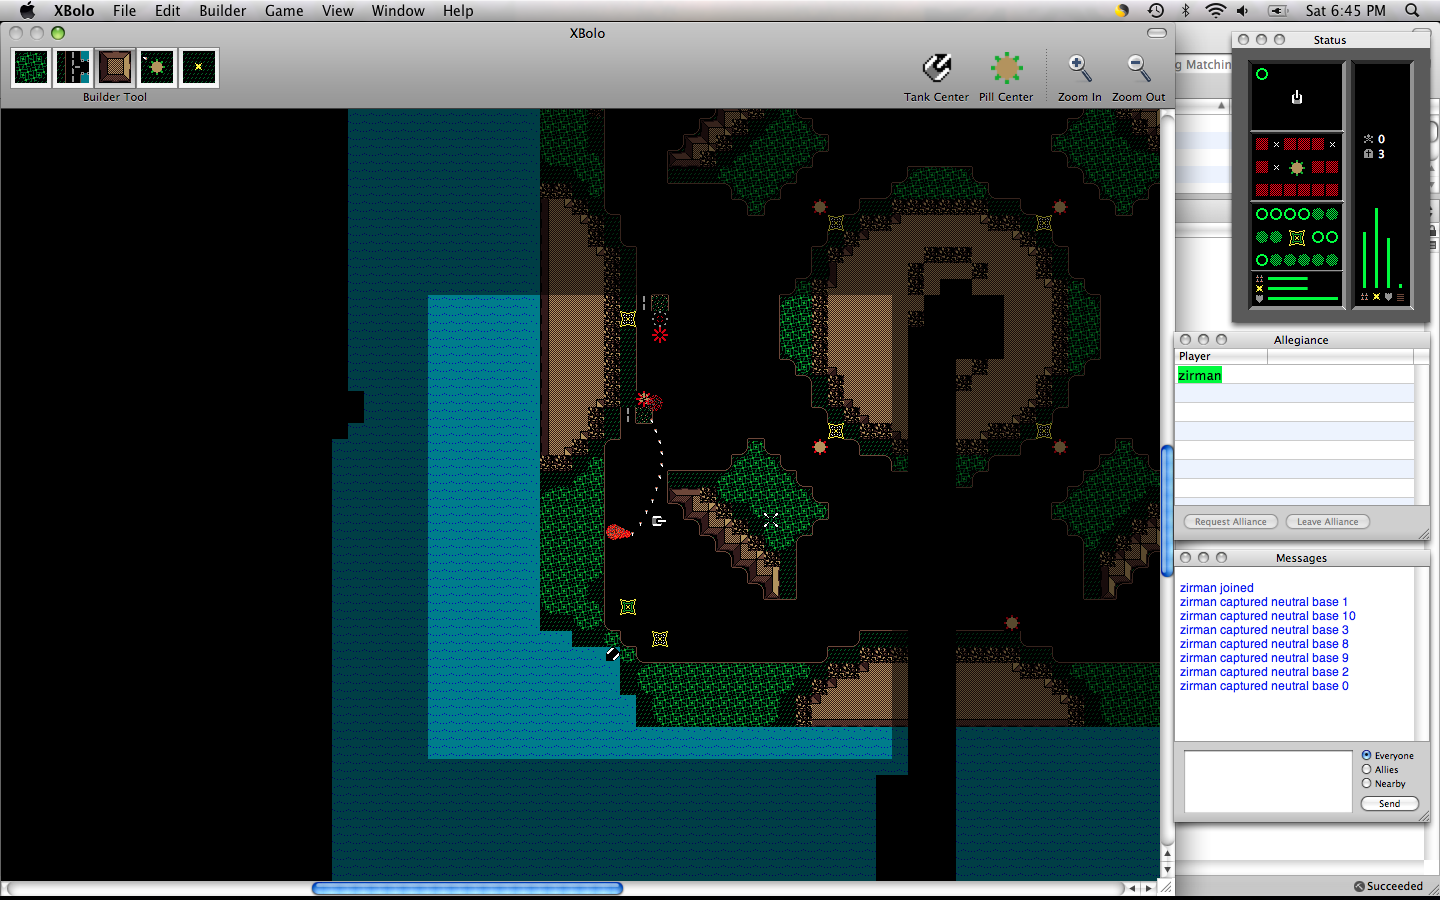 XBolo File Edit Builder Game View Window Help Sat 6:45 PM
XBolo
Builder Tool
Tank Center Pill Center Zoom In Zoom Out
g Matchin
Status
0
3
Allegiance
Player
zirman
Request Alliance Leave Alliance
Messages
zirman joined
zirman captured neutral base 1
zirman captured neutral base 10
zirman captured neutral base 3
zirman captured neutral base 8
zirman captured neutral base 9
zirman captured neutral base 2
zirman captured neutral base 0
Everyone
Allies
Nearby
Send
Succeeded